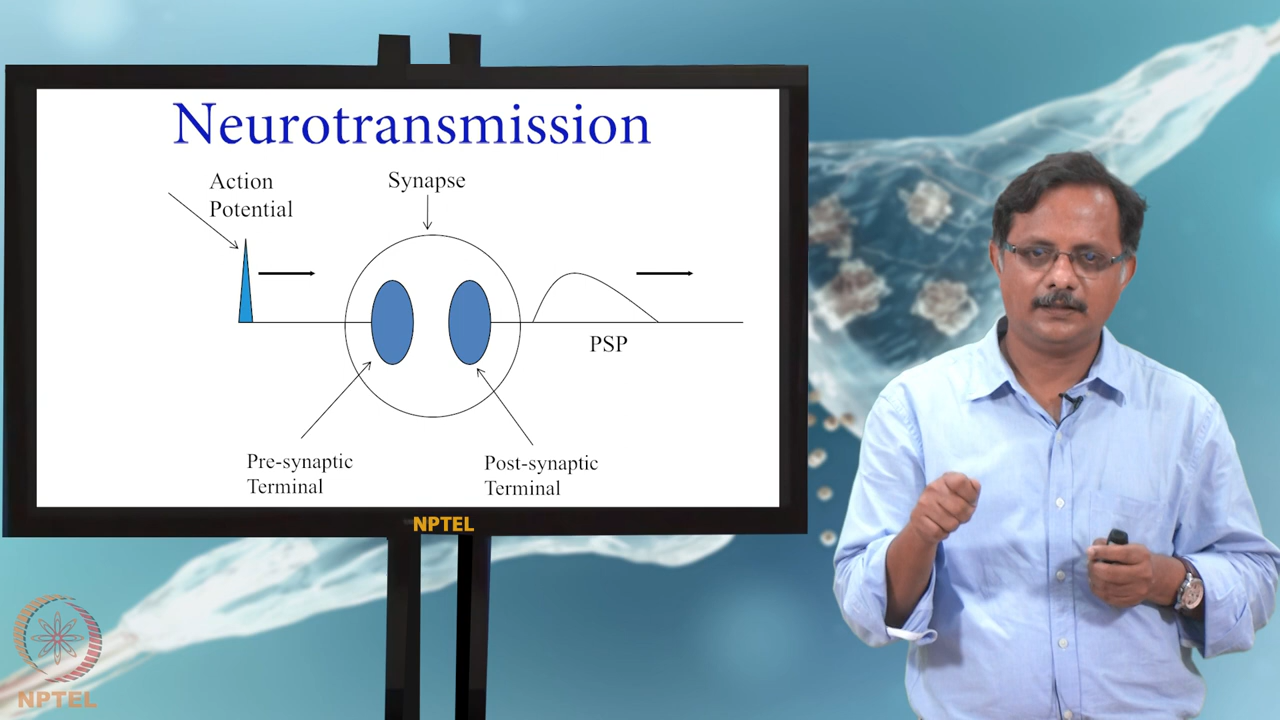 Neurotransmission
Action
Potential
Synapse
PSP
Pre-synaptic
Terminal
Post-synaptic
Terminal
NPTEL
NPTEL